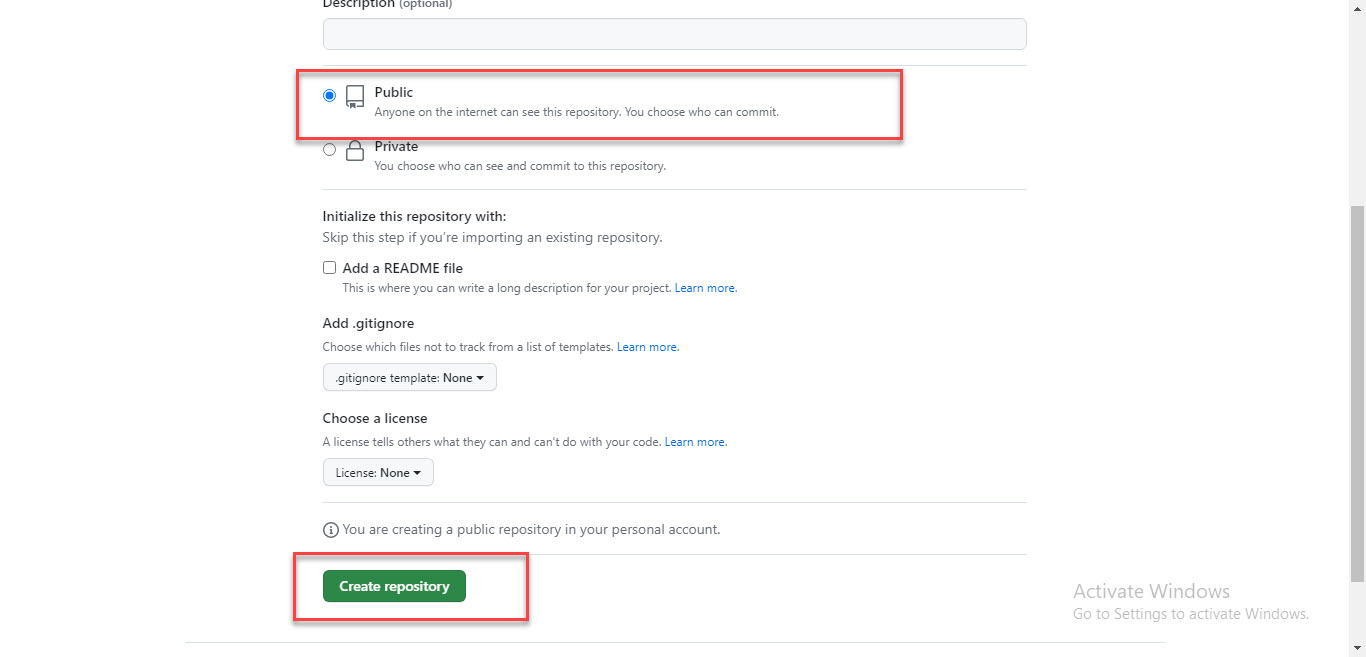 Description (optional)
Public
Anyone on the internet can see this repository. You choose who can commit.
Private
You choose who can see and commit to this repository.
Initialize this repository with:
Skip this step if you're importing an existing repository.
Add a README file
This is where you can write a long description for your project. Learn more.
Add .gitignore
Choose which files not to track from a list of templates. Learn more.
.gitignore template: None
Choose a license
A license tells others what they can and can't do with your code. Learn more.
License: None
You are creating a public repository in your personal account.
Create repository
Activate Windows
Go to Settings to activate Windows.